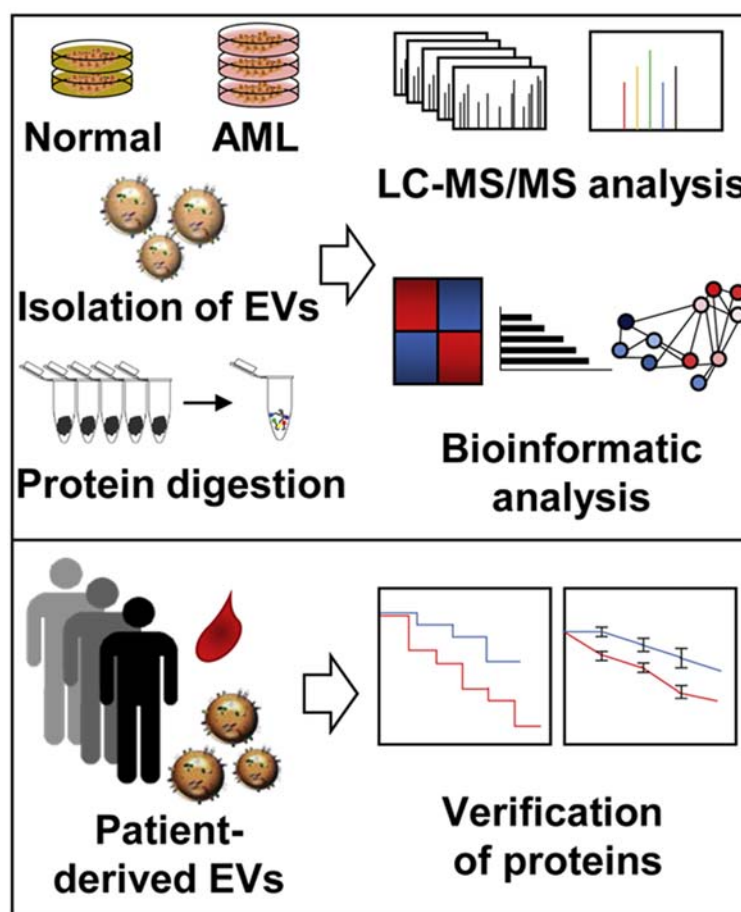 Normal
AML
Isolation of EVs
Protein digestion
LC-MS/MS analysis
Bioinformatic
analysis
Patient-
derived EVs
Verification
of proteins